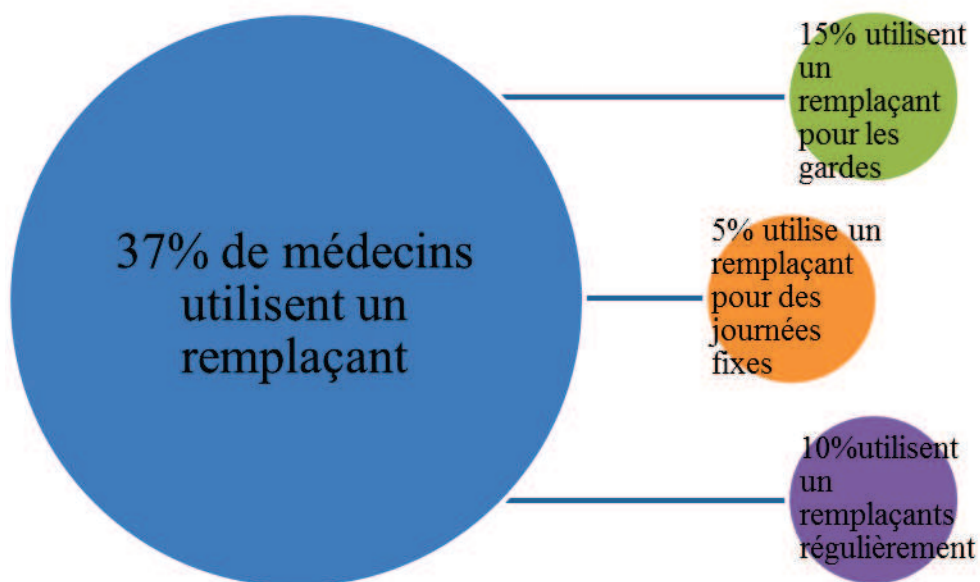 37% de médecins
utilisent un
remplaçant
15% utilisent
un
remplaçant
pour les
gardes
5% utilise un
remplaçant
pour des
journées
fixes
10%utilisent
un
remplaçants
régulièrement